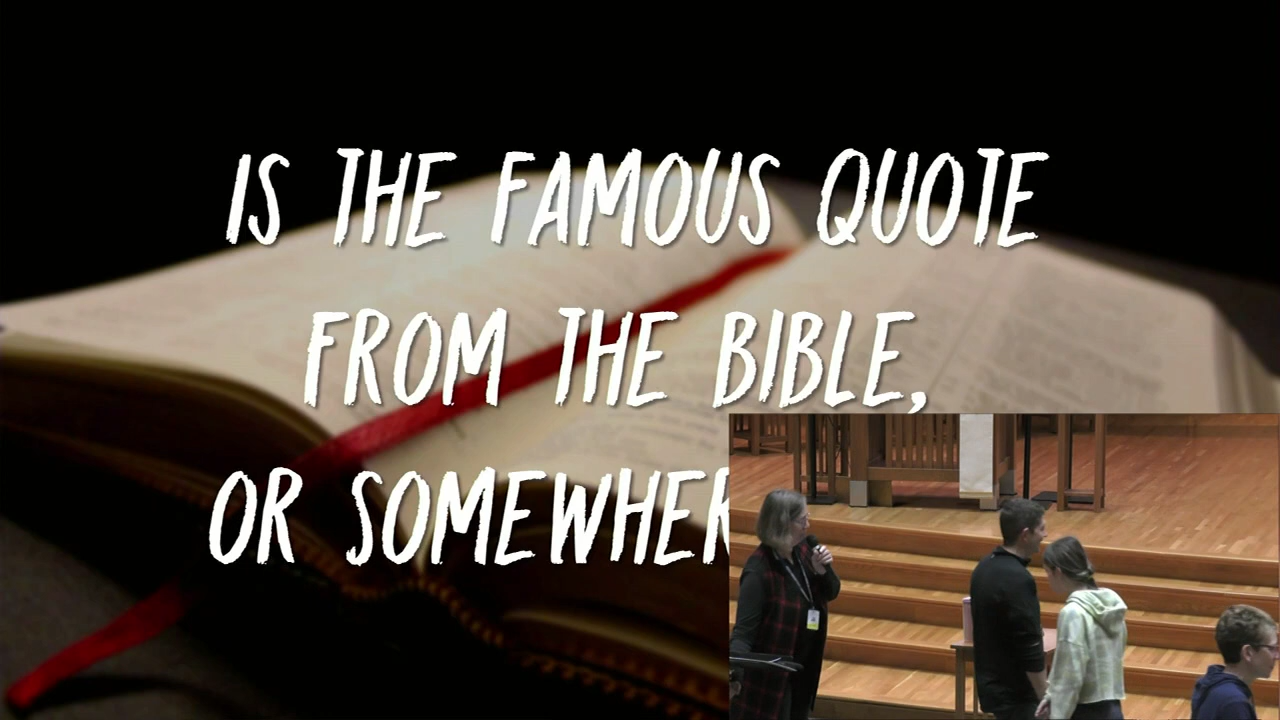 IS THE FAMOUS QUOTE
FROM THE BIBLE,
OR SOMEWHER